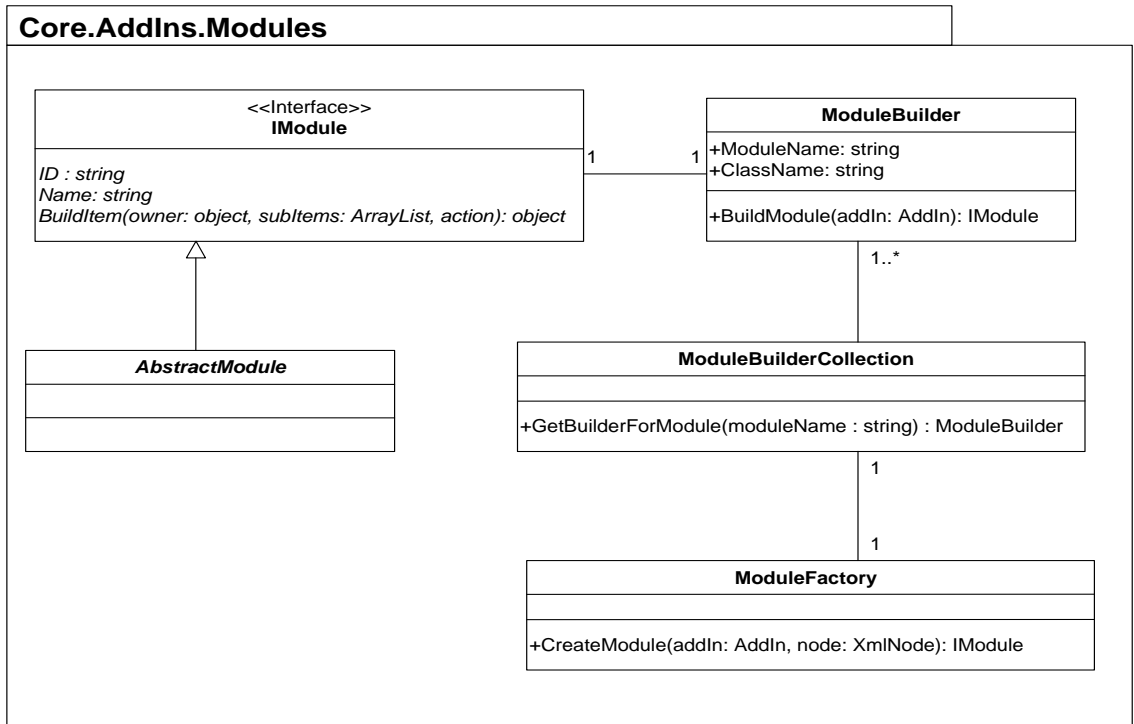 Core.AddIns.Modules
<<Interface>>
IModule
ID : string
Name: string
BuildItem(owner: object, subItems: ArrayList, action): object
1
1
ModuleBuilder
+ModuleName: string
+ClassName: string
+BuildModule(addIn: AddIn): IModule
1..*
AbstractModule
ModuleBuilderCollection
+GetBuilderForModule(moduleName : string) : ModuleBuilder
1
1
ModuleFactory
+CreateModule(addIn: AddIn, node: XmlNode): IModule